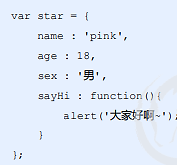 var star = {
name : 'pink',
age : 18,
sex : '男',
sayHi : function(){
alert('大家好啊~');
}
};